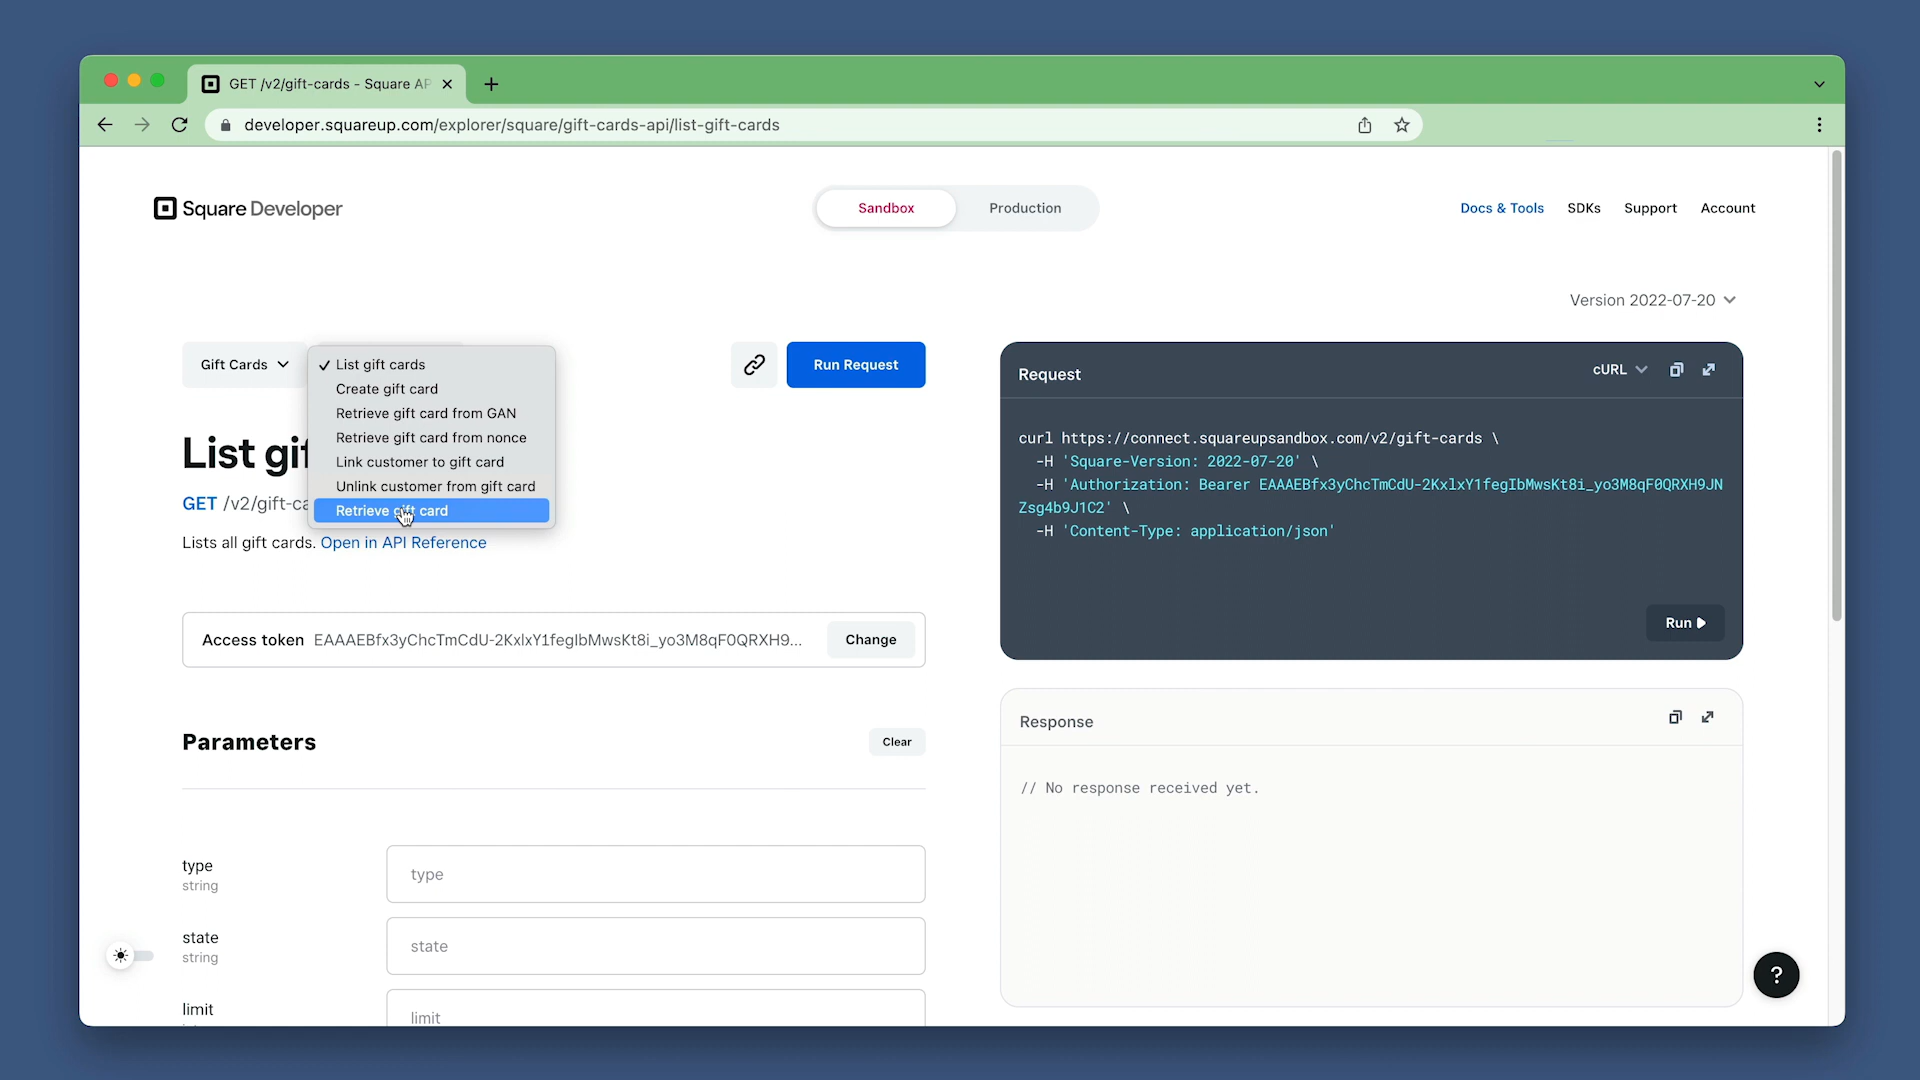 GET /v2/gift-cards - Square AP
developer.squareup.com/explorer/square/gift-cards-api/list-gift-cards
Square Developer
Sandbox
Production
Docs & Tools
SDKs
Support
Account
Version 2022-07-20
Gift Cards
List gift cards
Create gift card
Retrieve gift card from GAN
Retrieve gift card from nonce
Link customer to gift card
Unlink customer from gift card
Retrieve gift card
Run Request
List gif
GET /v2/gift-ca
Lists all gift cards. Open in API Reference
Access token EAAAEBfx3yChcTmCdU-2KxlxY1fegIbMwsKt8i_yo3M8qF0QRXH9...
Change
Parameters
Clear
type
string
type
state
string
state
limit
limit
Request
cURL
curl https://connect.squareupsandbox.com/v2/gift-cards \
-H 'Square-Version: 2022-07-20' \
-H 'Authorization: Bearer EAAAEBfx3yChcTmCdU-2KxlxY1fegIbMwsKt8i_yo3M8qF0QRXH9JN
Zsg4b9J1C2' \
-H 'Content-Type: application/json'
Run
Response
// No response received yet.
?